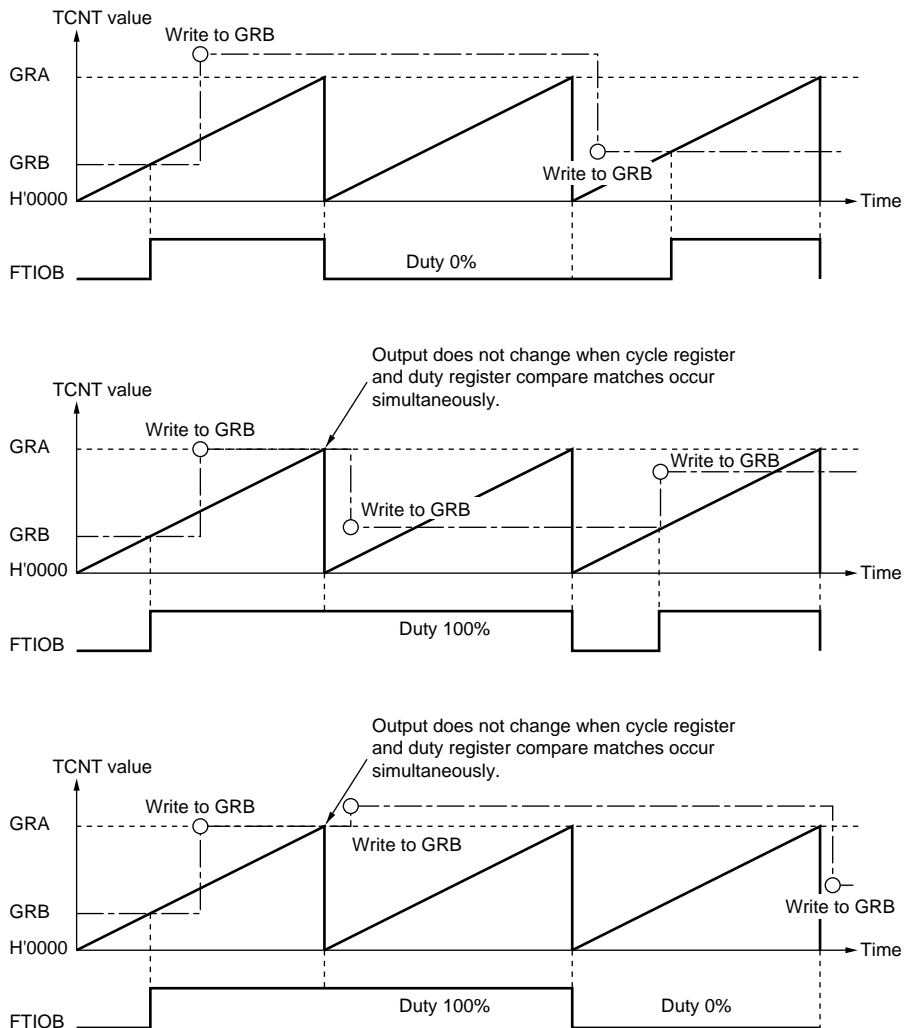 TCNT value
Write to GRB
GRA
GRB
Write to GRB
H'0000
Time
Duty 0%
FTIOB
Output does not change when cycle register
and duty register compare matches occur
simultaneously.
TCNT value
Write to GRB
GRA
Write to GRB
Write to GRB
GRB
H'0000
Time
Duty 100%
FTIOB
Output does not change when cycle register
and duty register compare matches occur
simultaneously.
TCNT value
Write to GRB
GRA
Write to GRB
GRB
Write to GRB
H'0000
Time
Duty 100%
Duty 0%
FTIOB